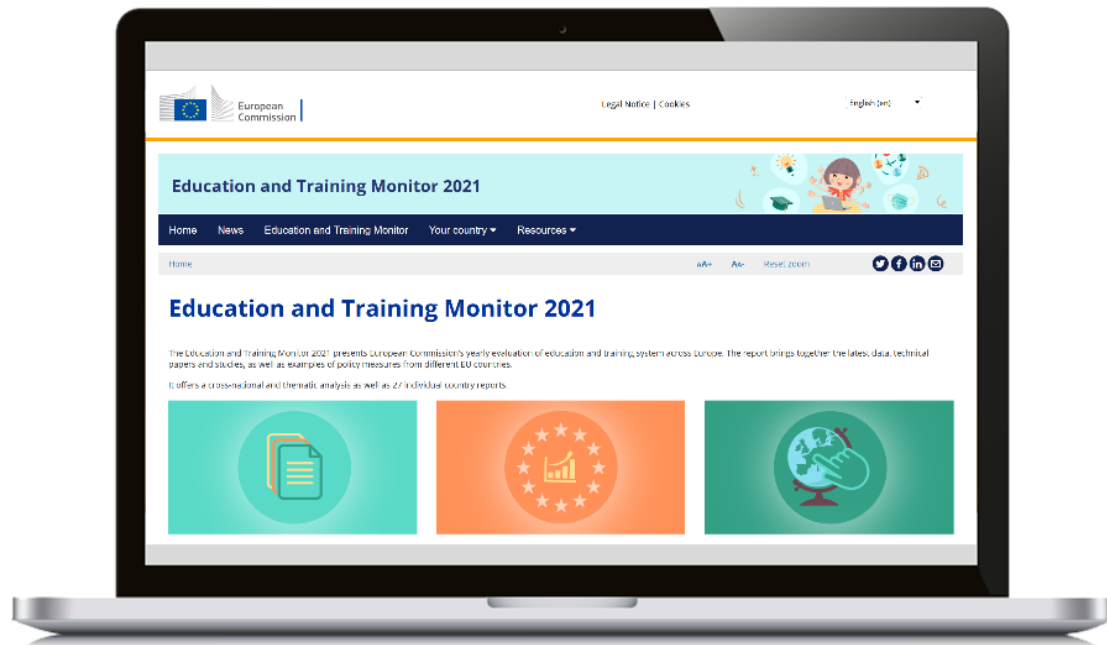 European
Commission
Legal Notice | Cookies
English (en)
Education and Training Monitor 2021
Home News Education and Training Monitor Your country Resources
Home
AA+ AA- Reset zoom
Education and Training Monitor 2021
The Education and Training Monitor 2021 presents European Commission's yearly evaluation of education and training system across Europe. The report brings together the latest data, technical
papers and studies, as well as examples of policy measures from different EU countries.
It offers a cross-national and thematic analysis as well as 27 individual country reports